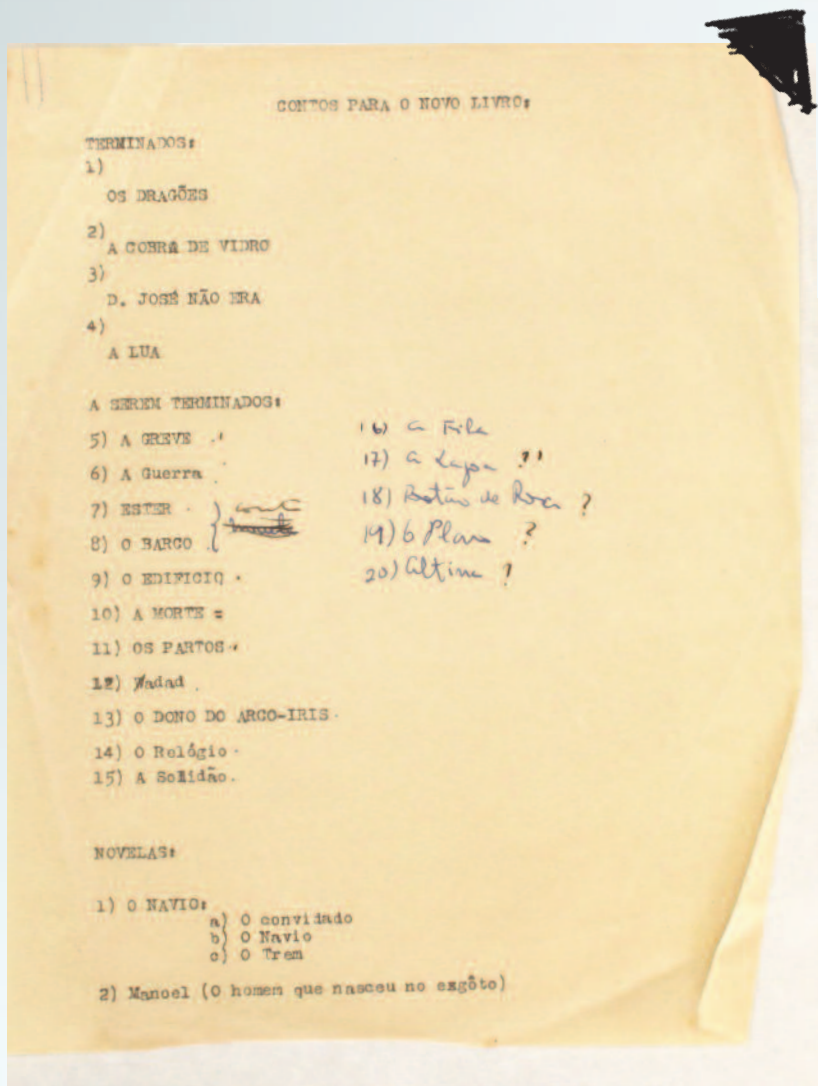 CONTOS PARA O NOVO LIVRO:
TERMINADOS:
1)
OS DRAGÕES
2)
A COBRA DE VIDRO
3)
D. JOSÉ NÃO ERA
4)
A LUA
A SEREM TERMINADOS:
5) A GREVE
6) A Guerra
7) ESTER
8) O BARCO
9) O EDIFICIO
10) A MORTE
11) OS PARTOS
12) Wadad
13) O DONO DO ARCO-IRIS
14) O Relógio
15) A Solidão.
16) A Fila
17) A Lapa
18) Botão de Rosa ?
19) O Plano ?
20)
NOVELAS:
1) O NAVIO:
a) O convidado
b) O Navio
c) O Trem
2) Manoel (O homem que nasceu no esgôto)